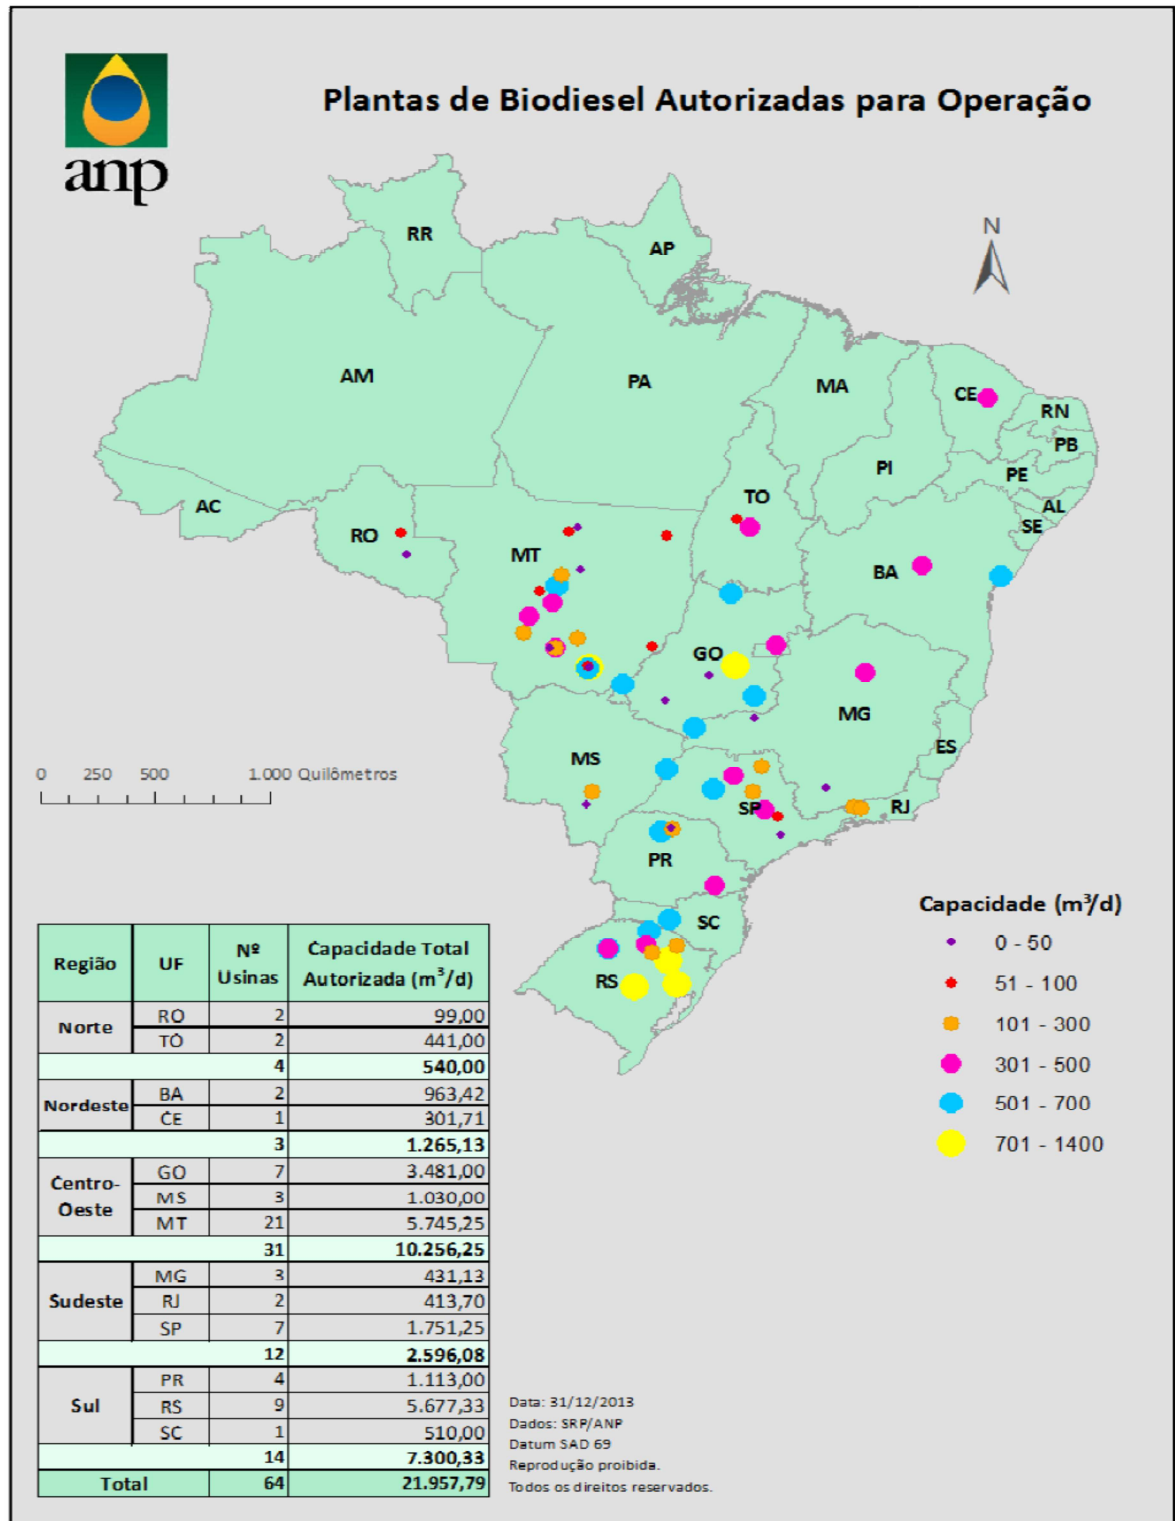 Plantas de Biodiesel Autorizadas para Operação
anp
N
RR
AP
AM
PA
MA
CE
RN
PB
PI
PE
AC
TO
AL
SE
RO
MT
BA
GO
MG
ES
MS
SP
RJ
PR
SC
RS
0 250 500 1.000 Quilômetros
Capacidade (m³/d)
0 - 50
51 - 100
101 - 300
301 - 500
501 - 700
701 - 1400
Região UF Nº Usinas Capacidade Total Autorizada (m³/d)
Norte RO 2 99,00
TO 2 441,00
4 540,00
Nordeste BA 2 963,42
CE 1 301,71
3 1.265,13
Centro-Oeste GO 7 3.481,00
MS 3 1.030,00
MT 21 5.745,25
31 10.256,25
Sudeste MG 3 431,13
RJ 2 413,70
SP 7 1.751,25
12 2.596,08
Sul PR 4 1.113,00
RS 9 5.677,33
SC 1 510,00
14 7.300,33
Total 64 21.957,79
Data: 31/12/2013
Dados: SRP/ANP
Datum SAD 69
Reprodução proibida.
Todos os direitos reservados.